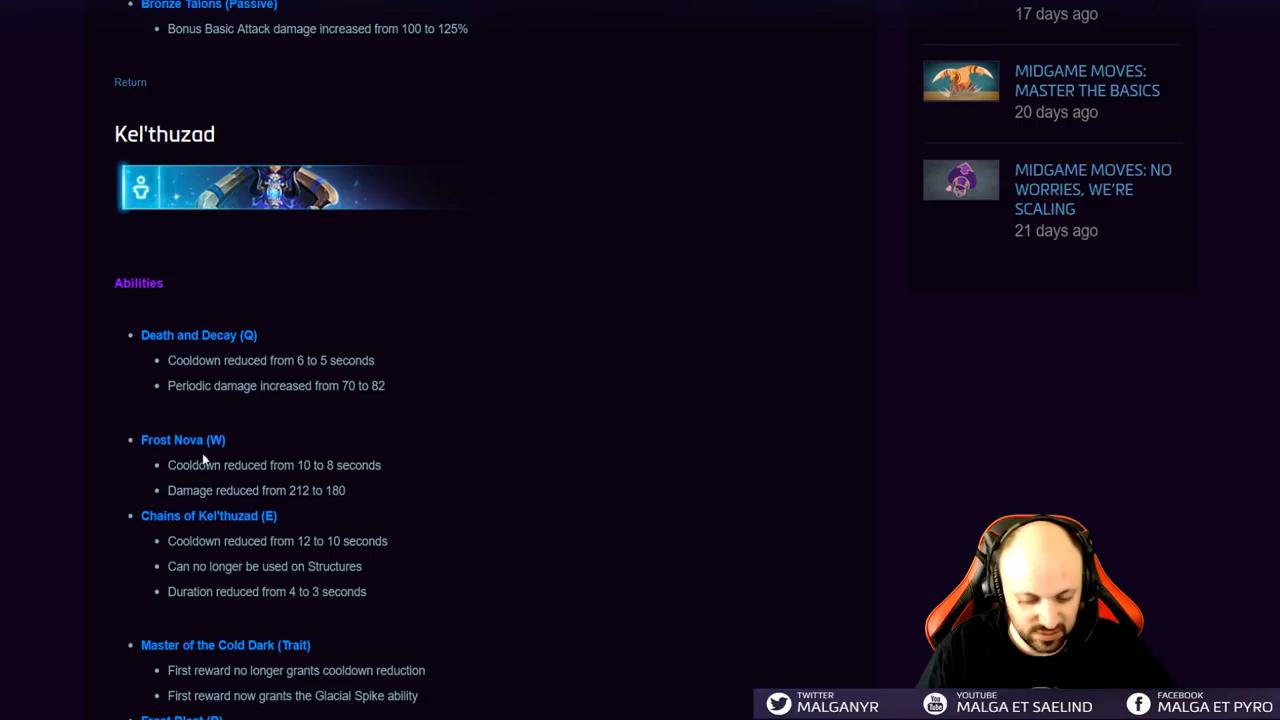 Bronze Talons (Passive)
Bonus Basic Attack damage increased from 100 to 125%
Return
Kel'thuzad
Abilities
Death and Decay (Q)
Cooldown reduced from 6 to 5 seconds
Periodic damage increased from 70 to 82
Frost Nova (W)
Cooldown reduced from 10 to 8 seconds
Damage reduced from 212 to 180
Chains of Kel'thuzad (E)
Cooldown reduced from 12 to 10 seconds
Can no longer be used on Structures
Duration reduced from 4 to 3 seconds
Master of the Cold Dark (Trait)
First reward no longer grants cooldown reduction
First reward now grants the Glacial Spike ability
Frost Blast (R)
17 days ago
MIDGAME MOVES:
MASTER THE BASICS
20 days ago
MIDGAME MOVES: NO
WORRIES, WE'RE
SCALING
21 days ago
TWITTER
MALGANYR
YOUTUBE
MALGA ET SAELIND
FACEBOOK
MALGA ET PYRO